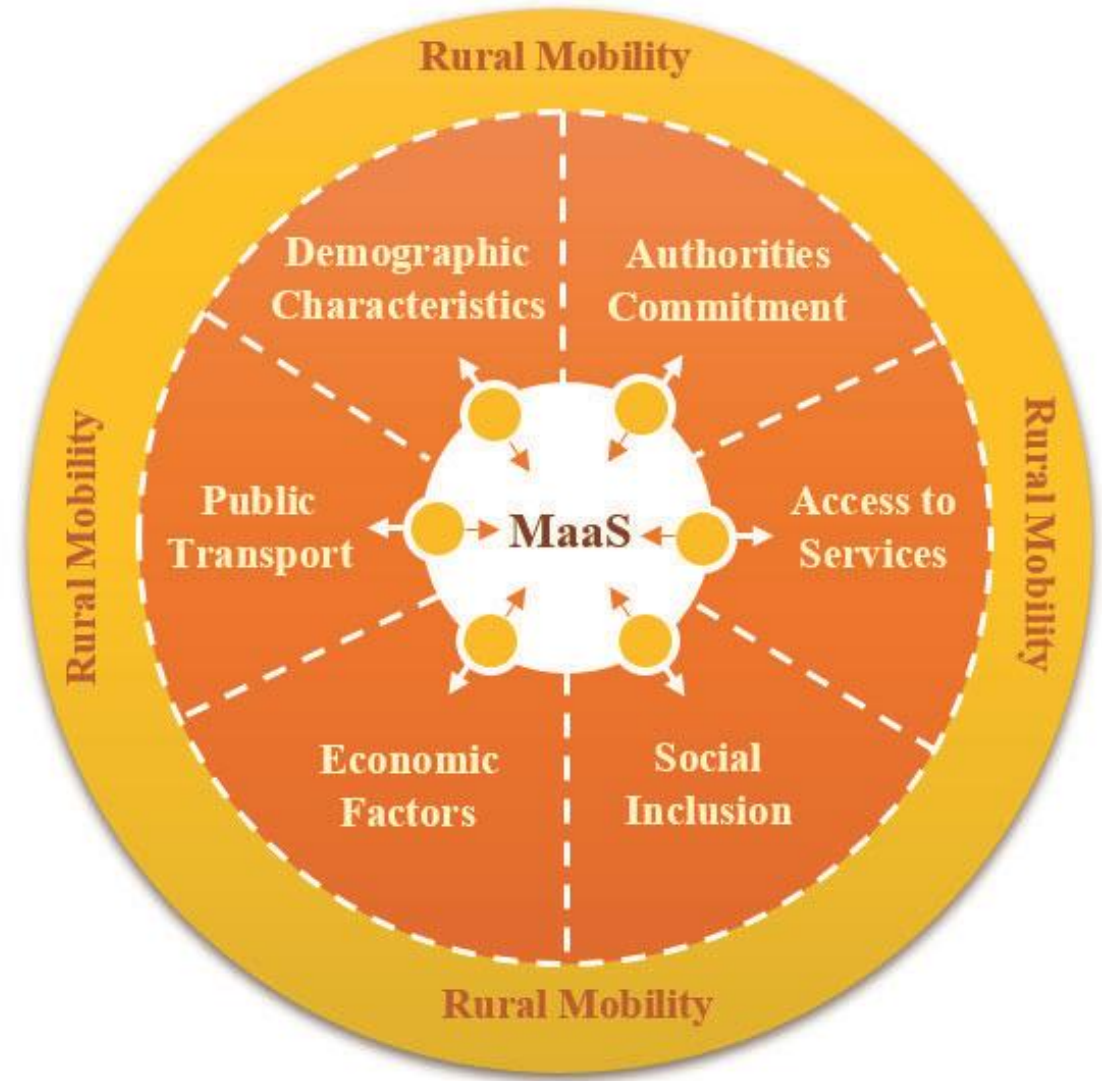 Rural Mobility
Demographic
Characteristics
Authorities
Commitment
Rural Mobility
Public
Transport
MaaS
Access to
Services
Rural Mobility
Economic
Factors
Social
Inclusion
Rural Mobility